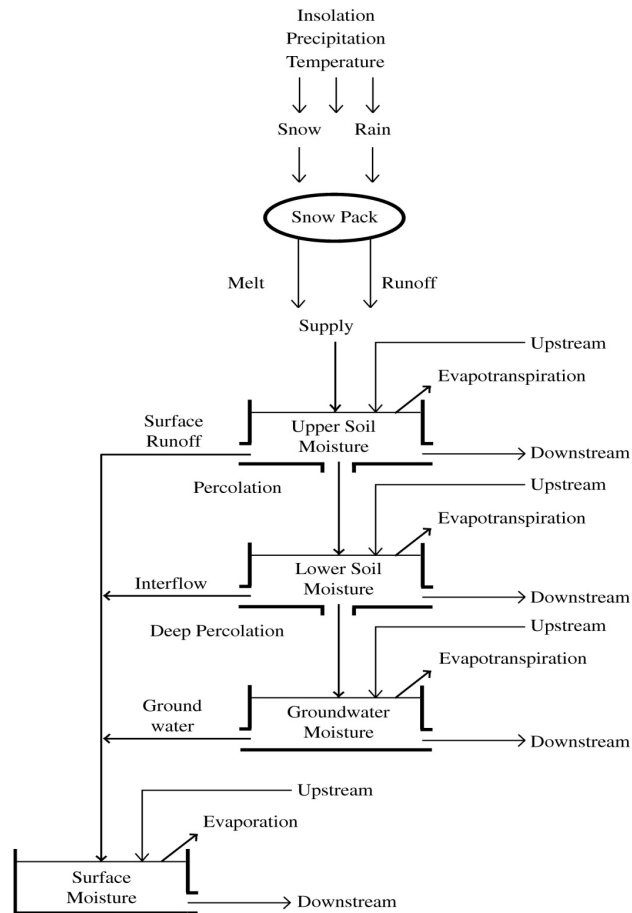 Insolation
Precipitation
Temperature
Snow
Rain
Snow Pack
Melt
Runoff
Supply
Upstream
Evapotranspiration
Surface
Runoff
Upper Soil
Moisture
Downstream
Percolation
Upstream
Evapotranspiration
Lower Soil
Moisture
Interflow
Downstream
Deep Percolation
Upstream
Evapotranspiration
Ground
water
Groundwater
Moisture
Downstream
Upstream
Evaporation
Surface
Moisture
Downstream